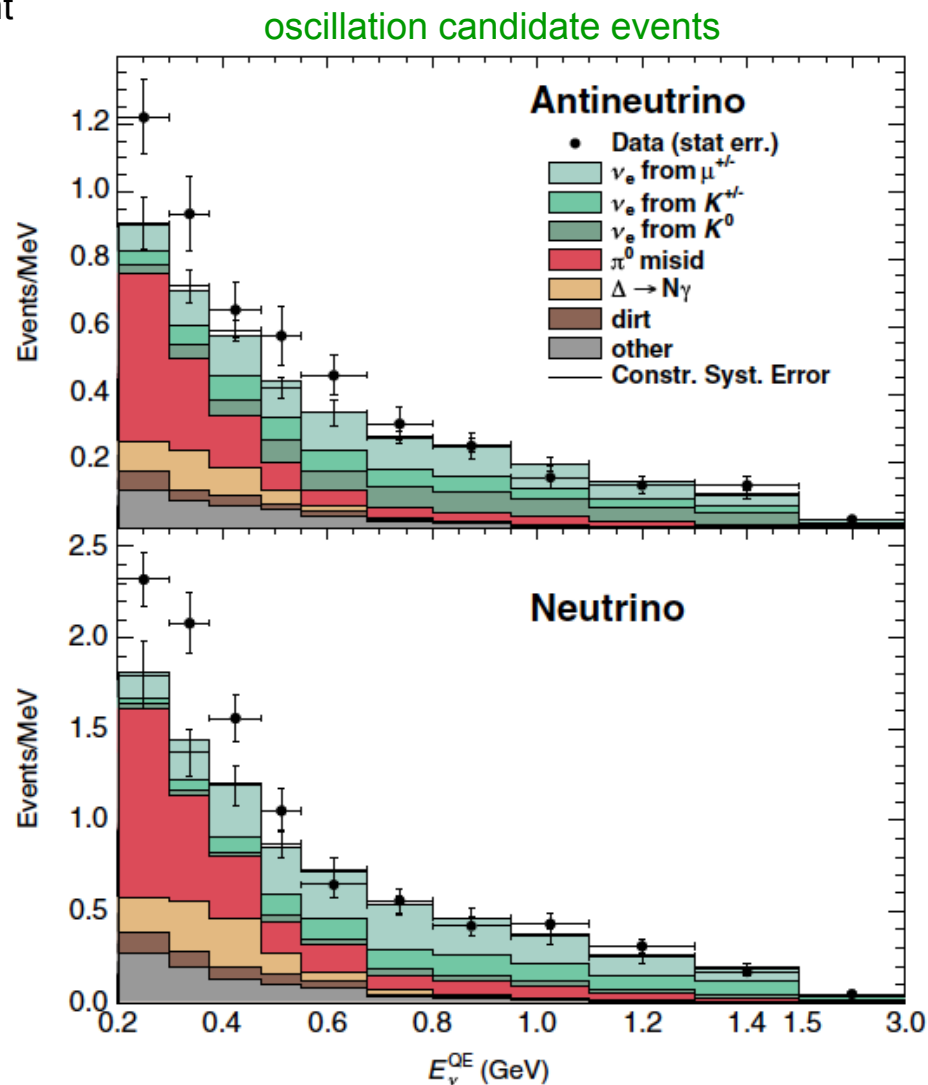 nt
oscillation candidate events
Antineutrino
Data (stat err.)
νe from μ+/-
νe from K+/-
νe from K0
π0 misid
Δ → Nγ
dirt
other
Constr. Syst. Error
Events/MeV
1.2
1.0
0.8
0.6
0.4
0.2
Neutrino
Events/MeV
2.5
2.0
1.5
1.0
0.5
0.0
0.2 0.4 0.6 0.8 1.0 1.2 1.4 1.5 3.0
EνQE (GeV)